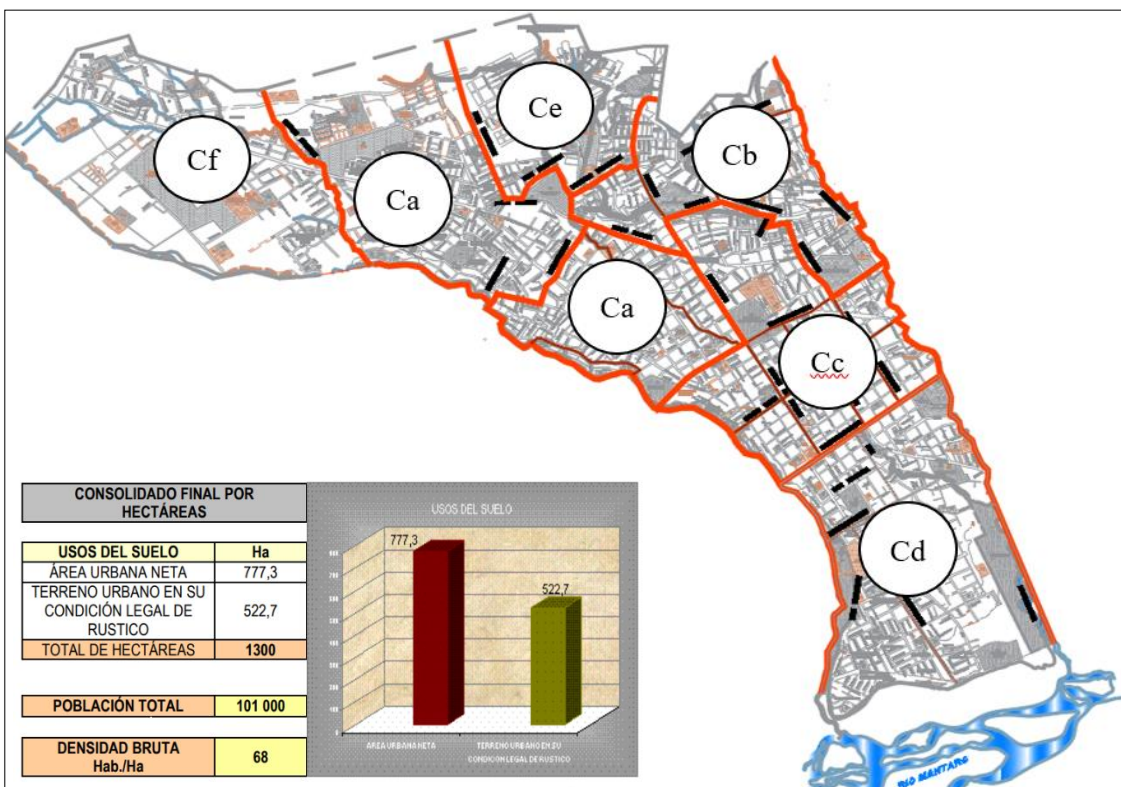 Cf
Ca
Ce
Cb
Ca
Cc
Cd
RIO MANTARO
CONSOLIDADO FINAL POR
HECTÁREAS
USOS DEL SUELO Ha
ÁREA URBANA NETA 777,3
TERRENO URBANO EN SU
CONDICIÓN LEGAL DE
RUSTICO 522,7
TOTAL DE HECTÁREAS 1300
POBLACIÓN TOTAL 101 000
DENSIDAD BRUTA
Hab./Ha 68
USOS DEL SUELO
777,3
522,7
AREA URBANA NETA
TERRENO URBANO EN SU
CONDICION LEGAL DE RUSTICO